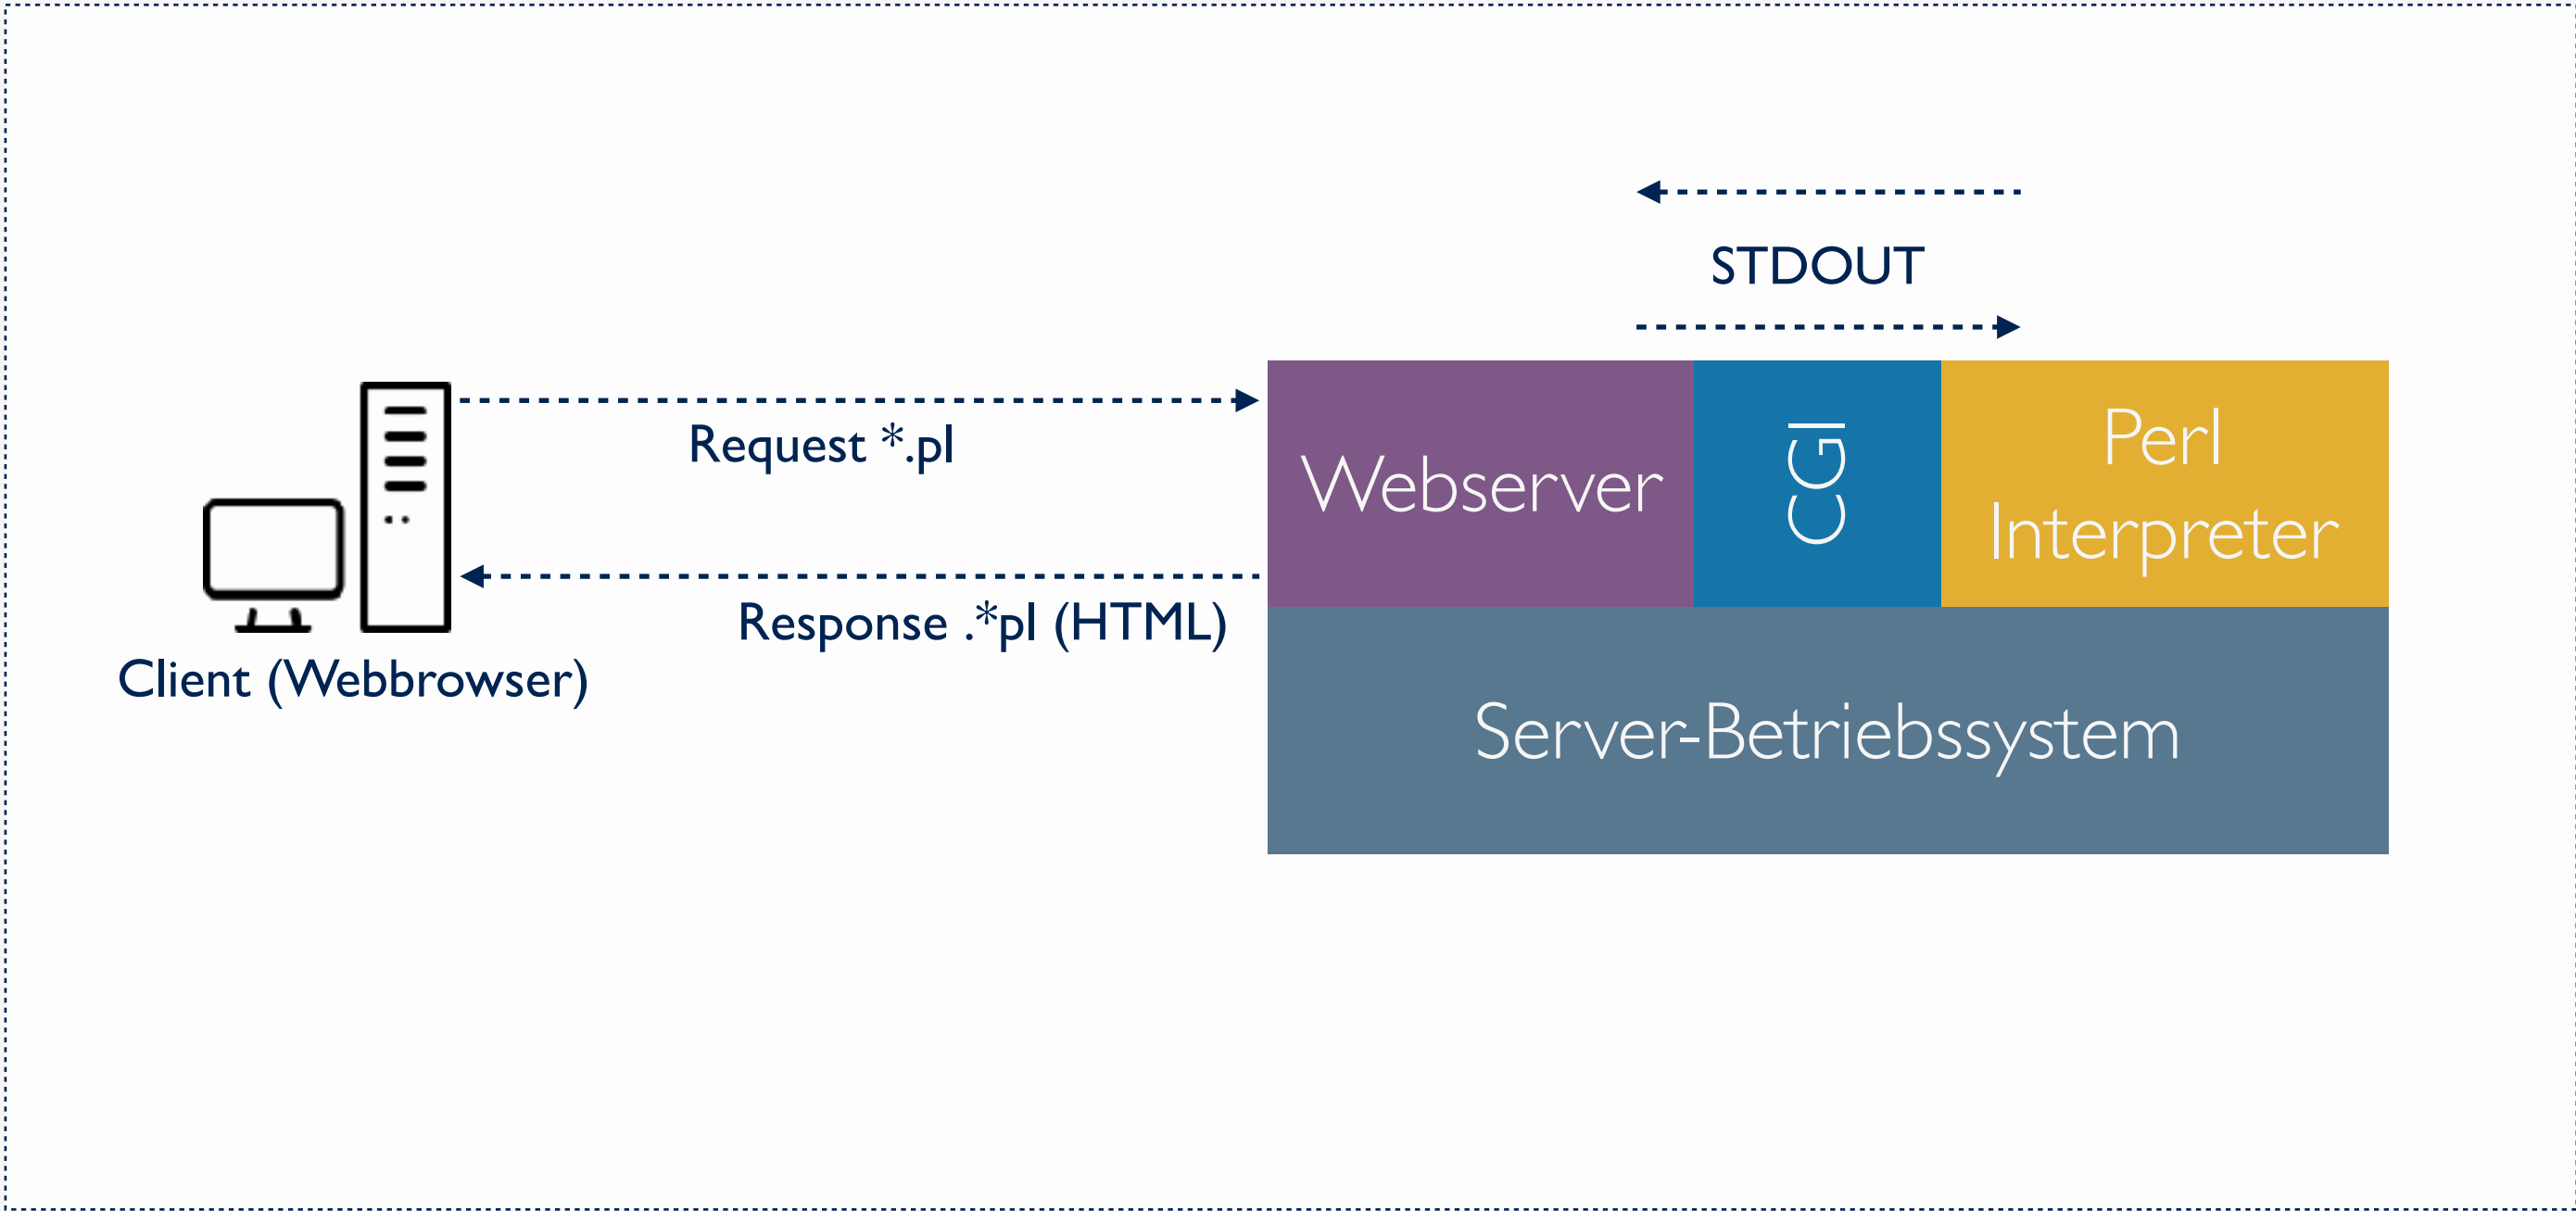 STDOUT
Request *.pl
Response .*pl (HTML)
Client (Webbrowser)
Webserver
CGI
Perl
Interpreter
Server-Betriebssystem